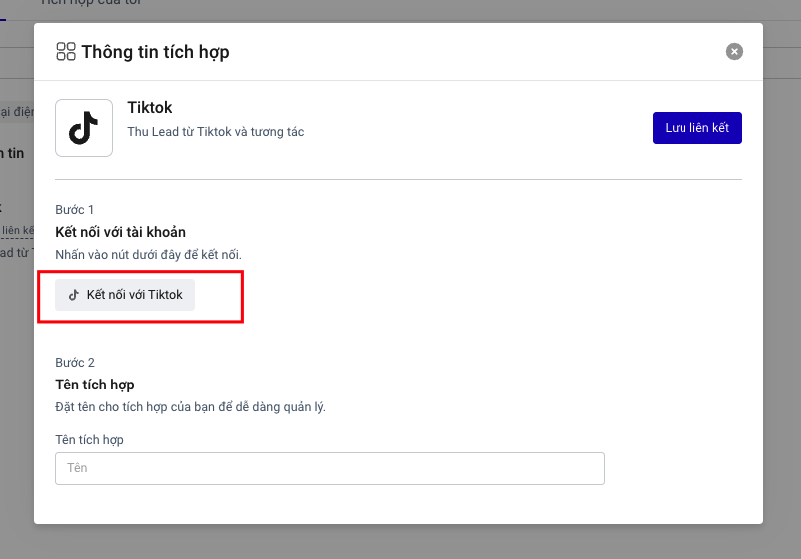 Tích hợp của tôi
Thông tin tích hợp
Tiktok
Thu Lead từ Tiktok và tương tác
Lưu liên kết
ại điện
n tin
Bước 1
Kết nối với tài khoản
liên kế
Nhấn vào nút dưới đây để kết nối.
ad từ T
Kết nối với Tiktok
Bước 2
Tên tích hợp
Đặt tên cho tích hợp của bạn để dễ dàng quản lý.
Tên tích hợp
Tên